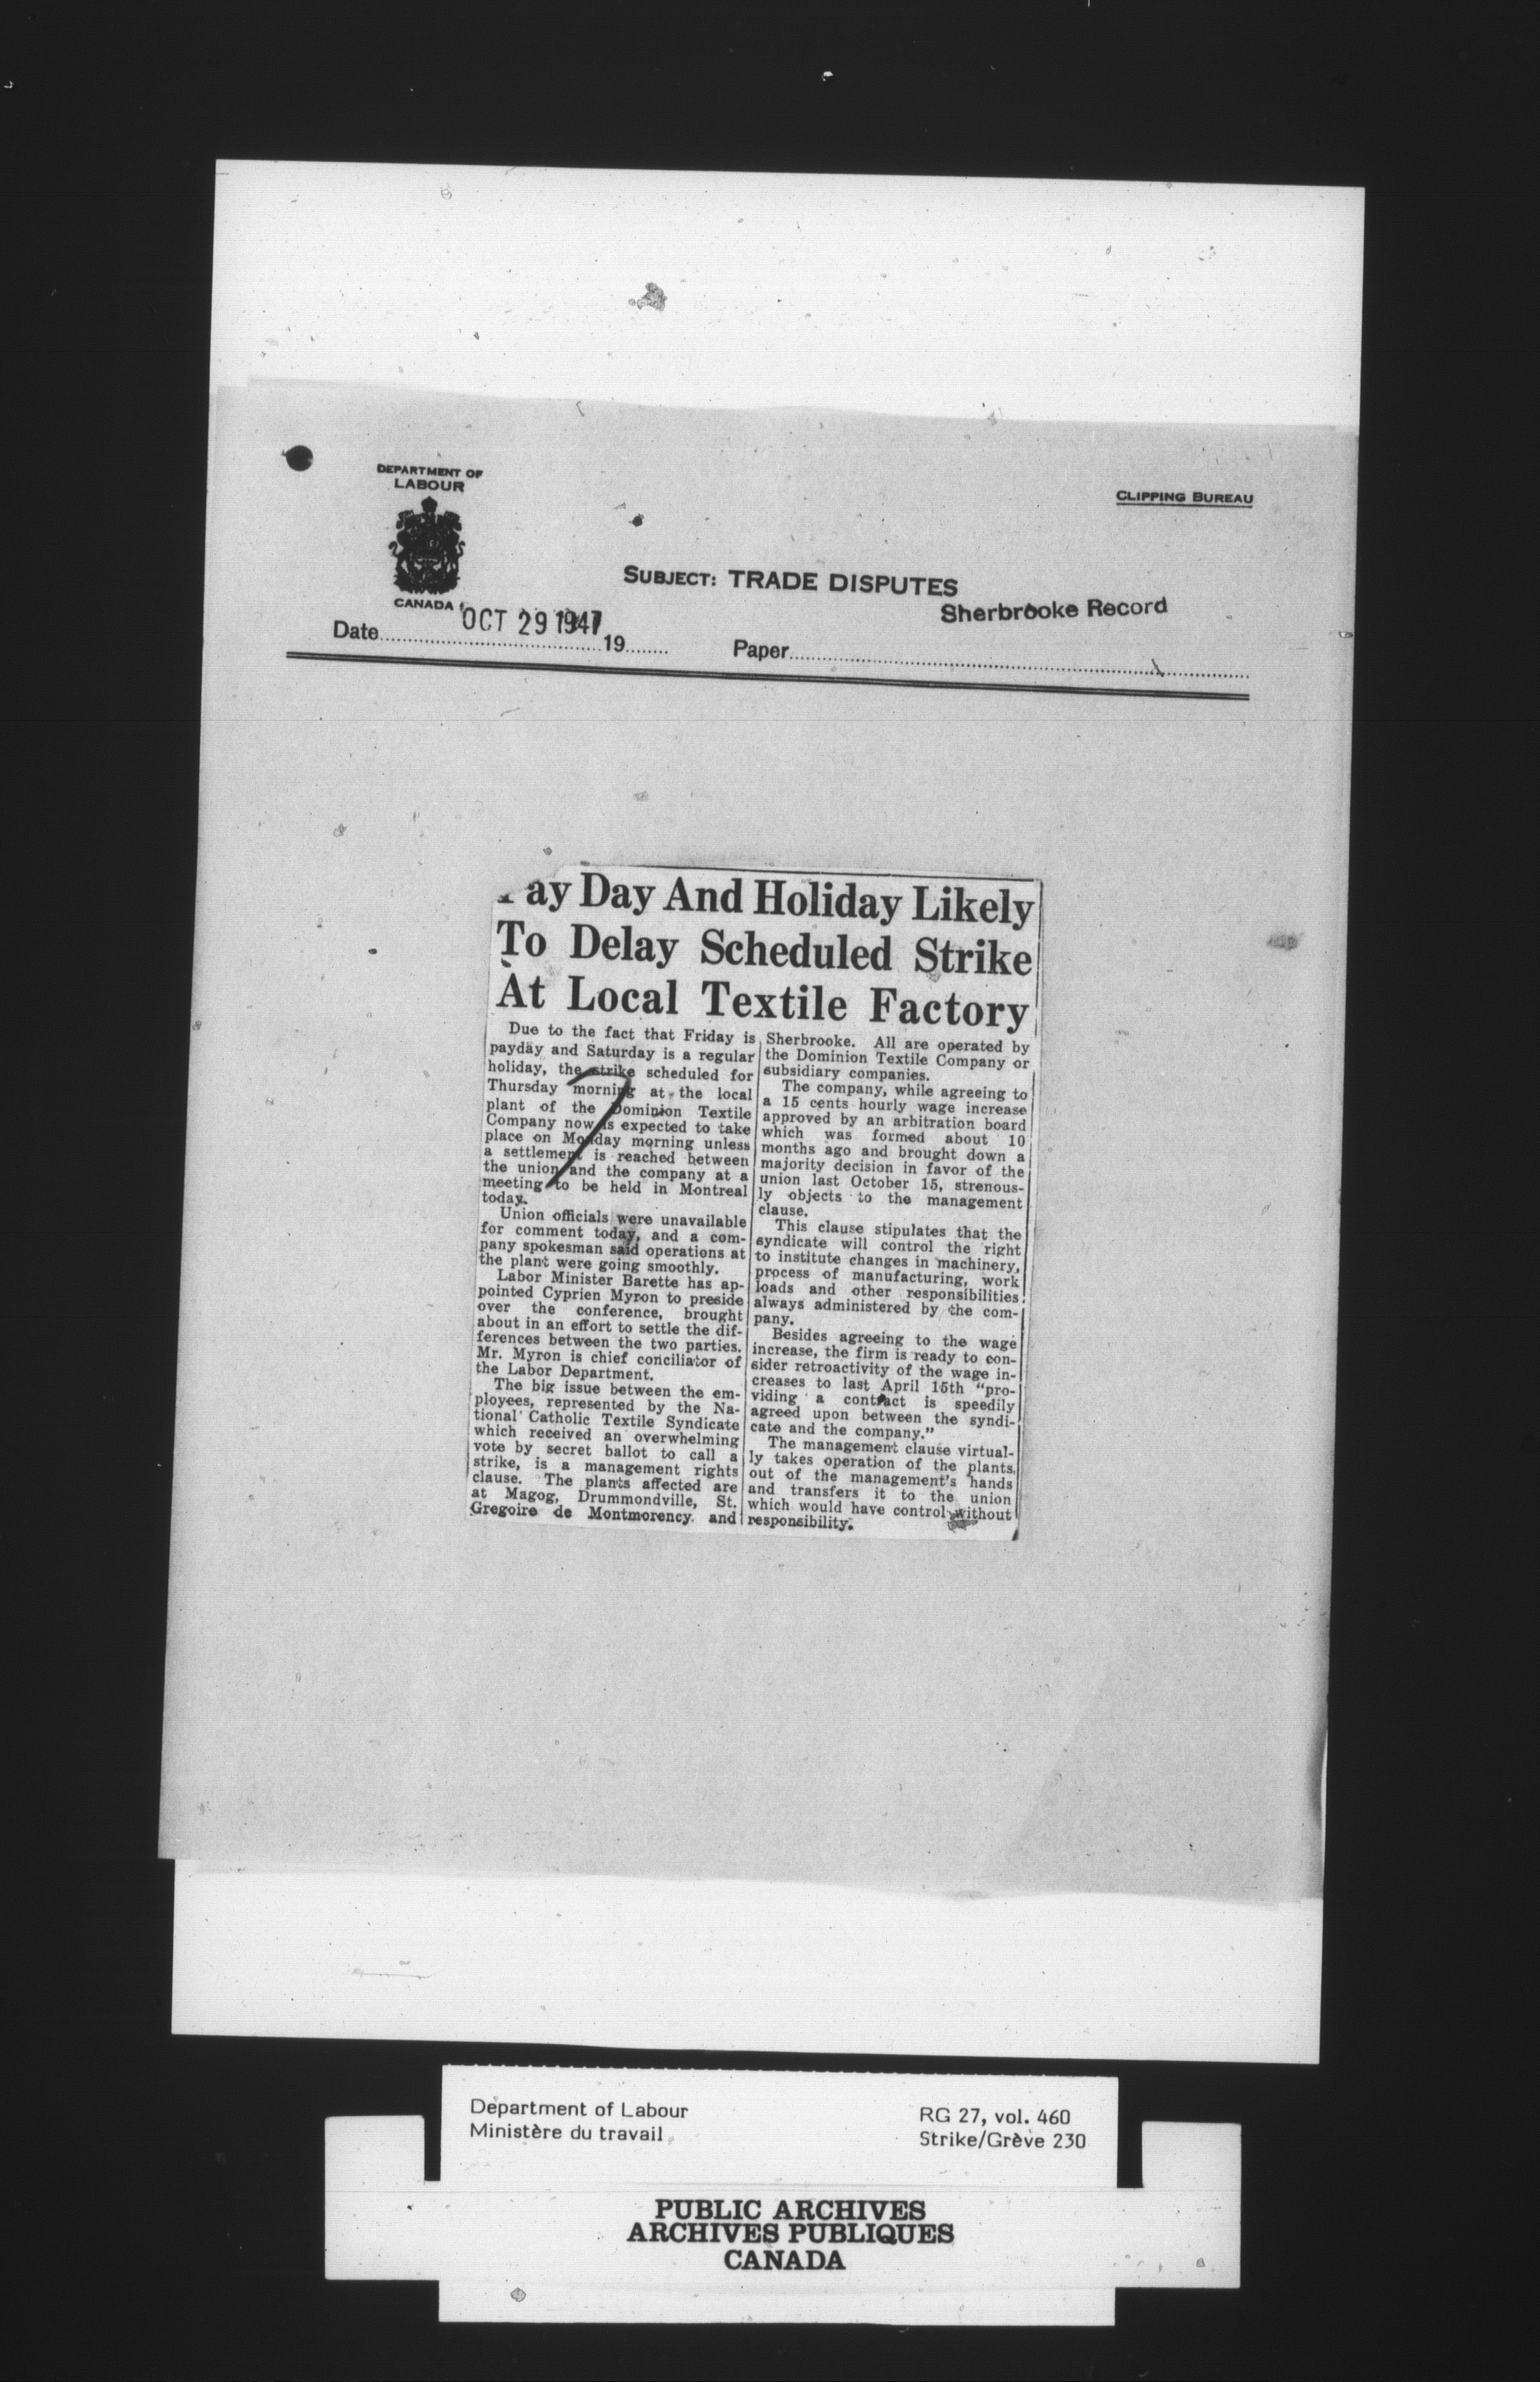 DEPARTMENT OF
LABOUR
CANADA
CLIPPING BUREAU
SUBJECT: TRADE DISPUTES
Sherbrooke Record
OCT 29 1947
Date 19
Paper
Pay Day And Holiday Likely
To Delay Scheduled Strike
At Local Textile Factory
Due to the fact that Friday is
payday and Saturday is a regular
holiday, the strike scheduled for
Thursday morning at the local
plant of the Dominion Textile
Company now is expected to take
place on Monday morning unless
a settlement is reached between
the union and the company at a
meeting to be held in Montreal
today.
Union officials were unavailable
for comment today, and a com-
pany spokesman said operations at
the plant were going smoothly.
Labor Minister Barette has ap-
pointed Cyprien Myron to preside
over the conference, brought
about in an effort to settle the dif-
ferences between the two parties.
Mr. Myron is chief conciliator of
the Labor Department.
The big issue between the em-
ployees, represented by the Na-
tional Catholic Textile Syndicate
which received an overwhelming
vote by secret ballot to call a
strike, is a management rights
clause. The plants affected are
at Magog, Drummondville, St.
Gregoire de Montmorency and
Sherbrooke. All are operated by
the Dominion Textile Company or
subsidiary companies.
The company, while agreeing to
a 15 cents hourly wage increase
approved by an arbitration board
which was formed about 10
months ago and brought down a
majority decision in favor of the
union last October 15, strenous-
ly objects to the management
clause.
This clause stipulates that the
syndicate will control the right
to institute changes in machinery,
process of manufacturing, work
loads and other responsibilities
always administered by the com-
pany.
Besides agreeing to the wage
increase, the firm is ready to con-
sider retroactivity of the wage in-
creases to last April 15th "pro-
viding a contract is speedily
agreed upon between the syndi-
cate and the company."
The management clause virtual-
ly takes operation of the plants
out of the management's hands
and transfers it to the union
which would have control without
responsibility.
Department of Labour
Ministère du travail
RG 27, vol. 460
Strike/Grève 230
PUBLIC ARCHIVES
ARCHIVES PUBLIQUES
CANADA